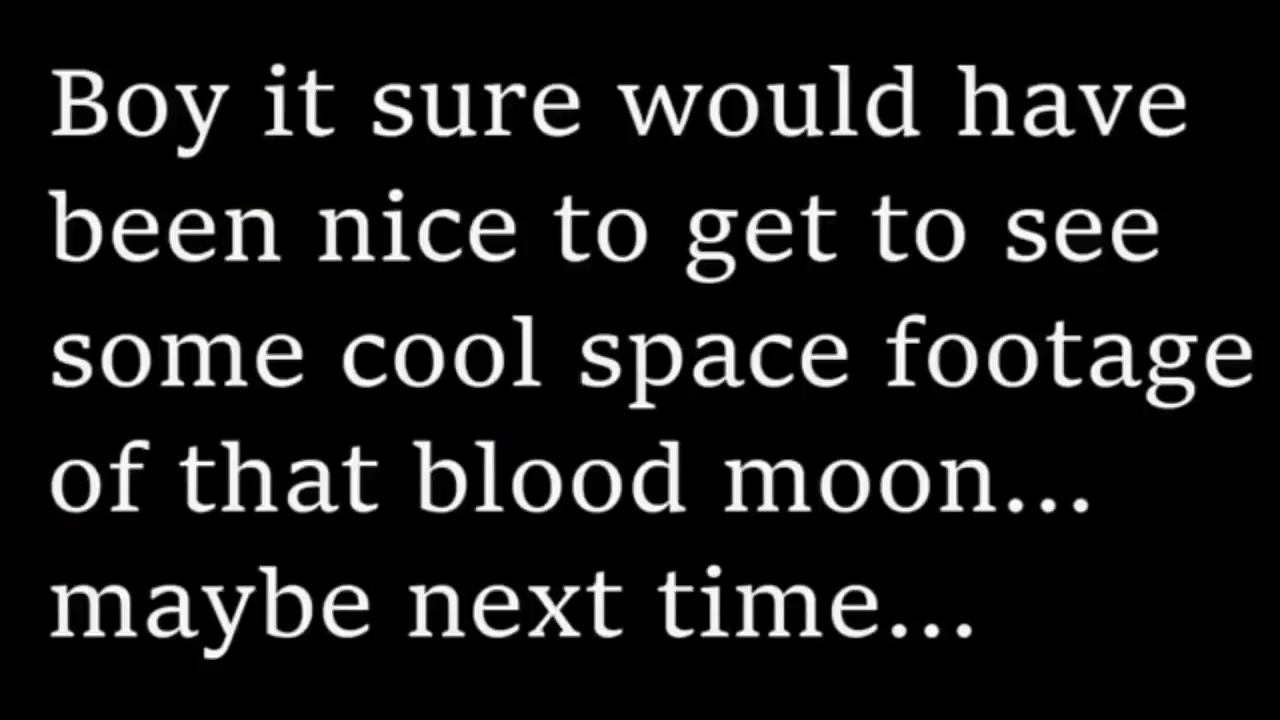 Boy it sure would have
been nice to get to see
some cool space footage
of that blood moon...
maybe next time...